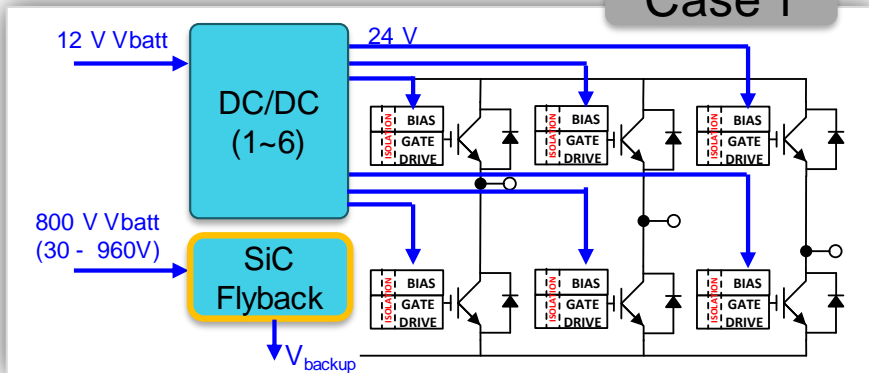 Case 1
12 V Vbatt
24 V
DC/DC
(1~6)
ISOLATION
BIAS
GATE
DRIVE
ISOLATION
BIAS
GATE
DRIVE
ISOLATION
BIAS
GATE
DRIVE
800 V Vbatt
(30 - 960V)
SiC
Flyback
ISOLATION
BIAS
GATE
DRIVE
ISOLATION
BIAS
GATE
DRIVE
ISOLATION
BIAS
GATE
DRIVE
Vbackup